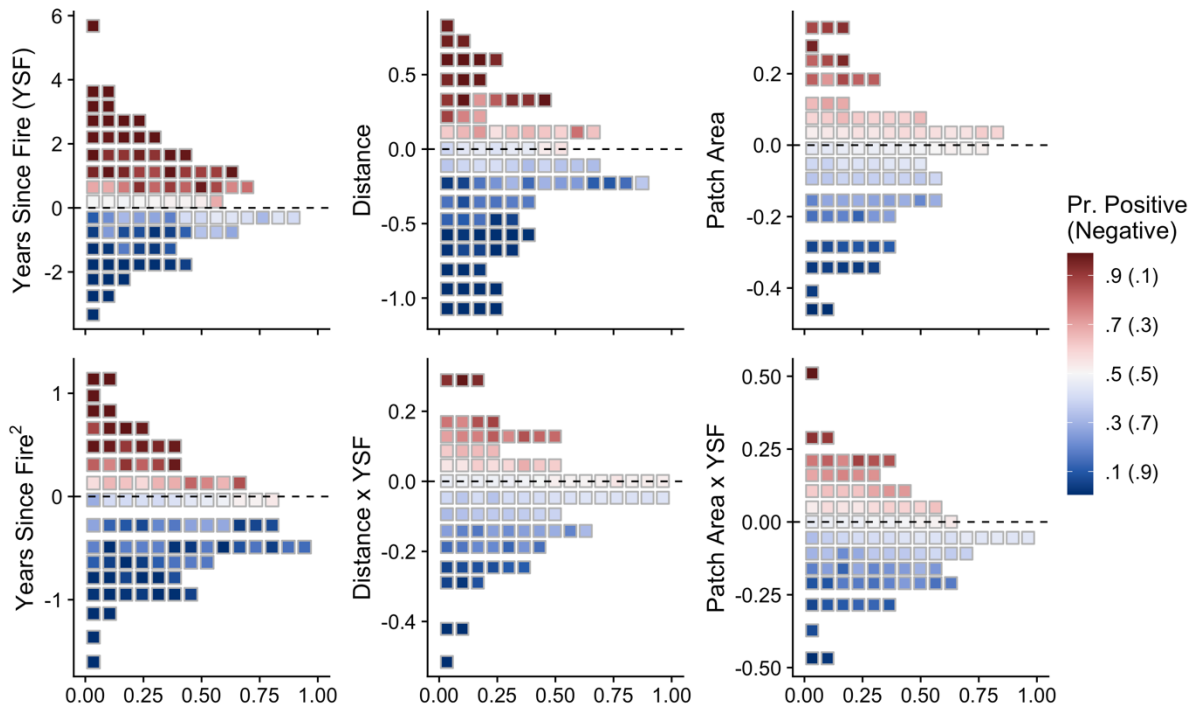 Years Since Fire (YSF)
6
4
2
0
-2
Distance
0.5
0.0
-0.5
-1.0
Patch Area
0.2
0.0
-0.2
-0.4
Pr. Positive
(Negative)
.9 (.1)
.7 (.3)
.5 (.5)
.3 (.7)
.1 (.9)
Years Since Fire²
1
0
-1
0.00 0.25 0.50 0.75 1.00
Distance x YSF
0.2
0.0
-0.2
-0.4
0.00 0.25 0.50 0.75 1.00
Patch Area x YSF
0.50
0.25
0.00
-0.25
-0.50
0.00 0.25 0.50 0.75 1.00